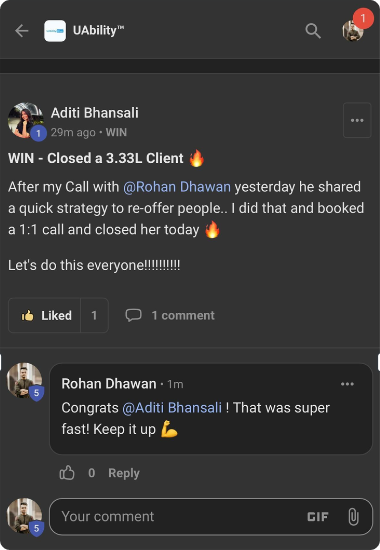 UAbility™
1
Aditi Bhansali
1
29m ago • WIN
WIN - Closed a 3.33L Client 🔥
After my Call with @Rohan Dhawan yesterday he shared
a quick strategy to re-offer people.. I did that and booked
a 1:1 call and closed her today 🔥
Let's do this everyone!!!!!!!!!!
👍 Liked 1
1 comment
Rohan Dhawan • 1m
5
Congrats @Aditi Bhansali ! That was super
fast! Keep it up 💪
0 Reply
5
Your comment
GIF